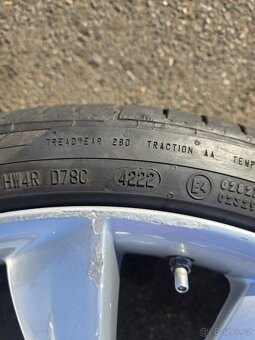 TREADWEAR 280 TRACTION AA TEMP
HW4R D78C 4222 E4